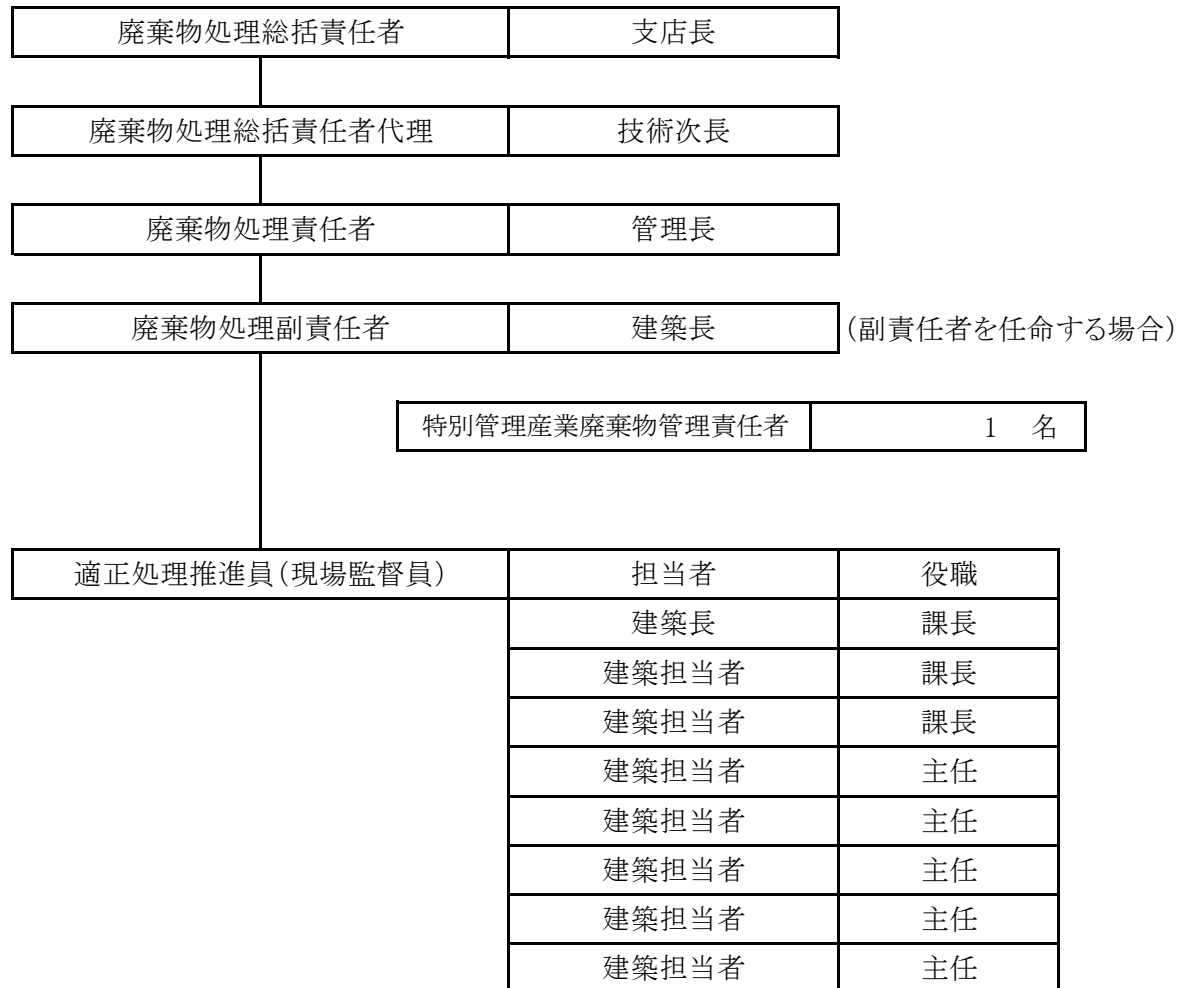 廃棄物処理総括責任者 支店長
廃棄物処理総括責任者代理 技術次長
廃棄物処理責任者 管理長
廃棄物処理副責任者 建築長 (副責任者を任命する場合)
特別管理産業廃棄物管理責任者 1 名
適正処理推進員(現場監督員) 担当者 役職
建築長 課長
建築担当者 課長
建築担当者 課長
建築担当者 主任
建築担当者 主任
建築担当者 主任
建築担当者 主任
建築担当者 主任